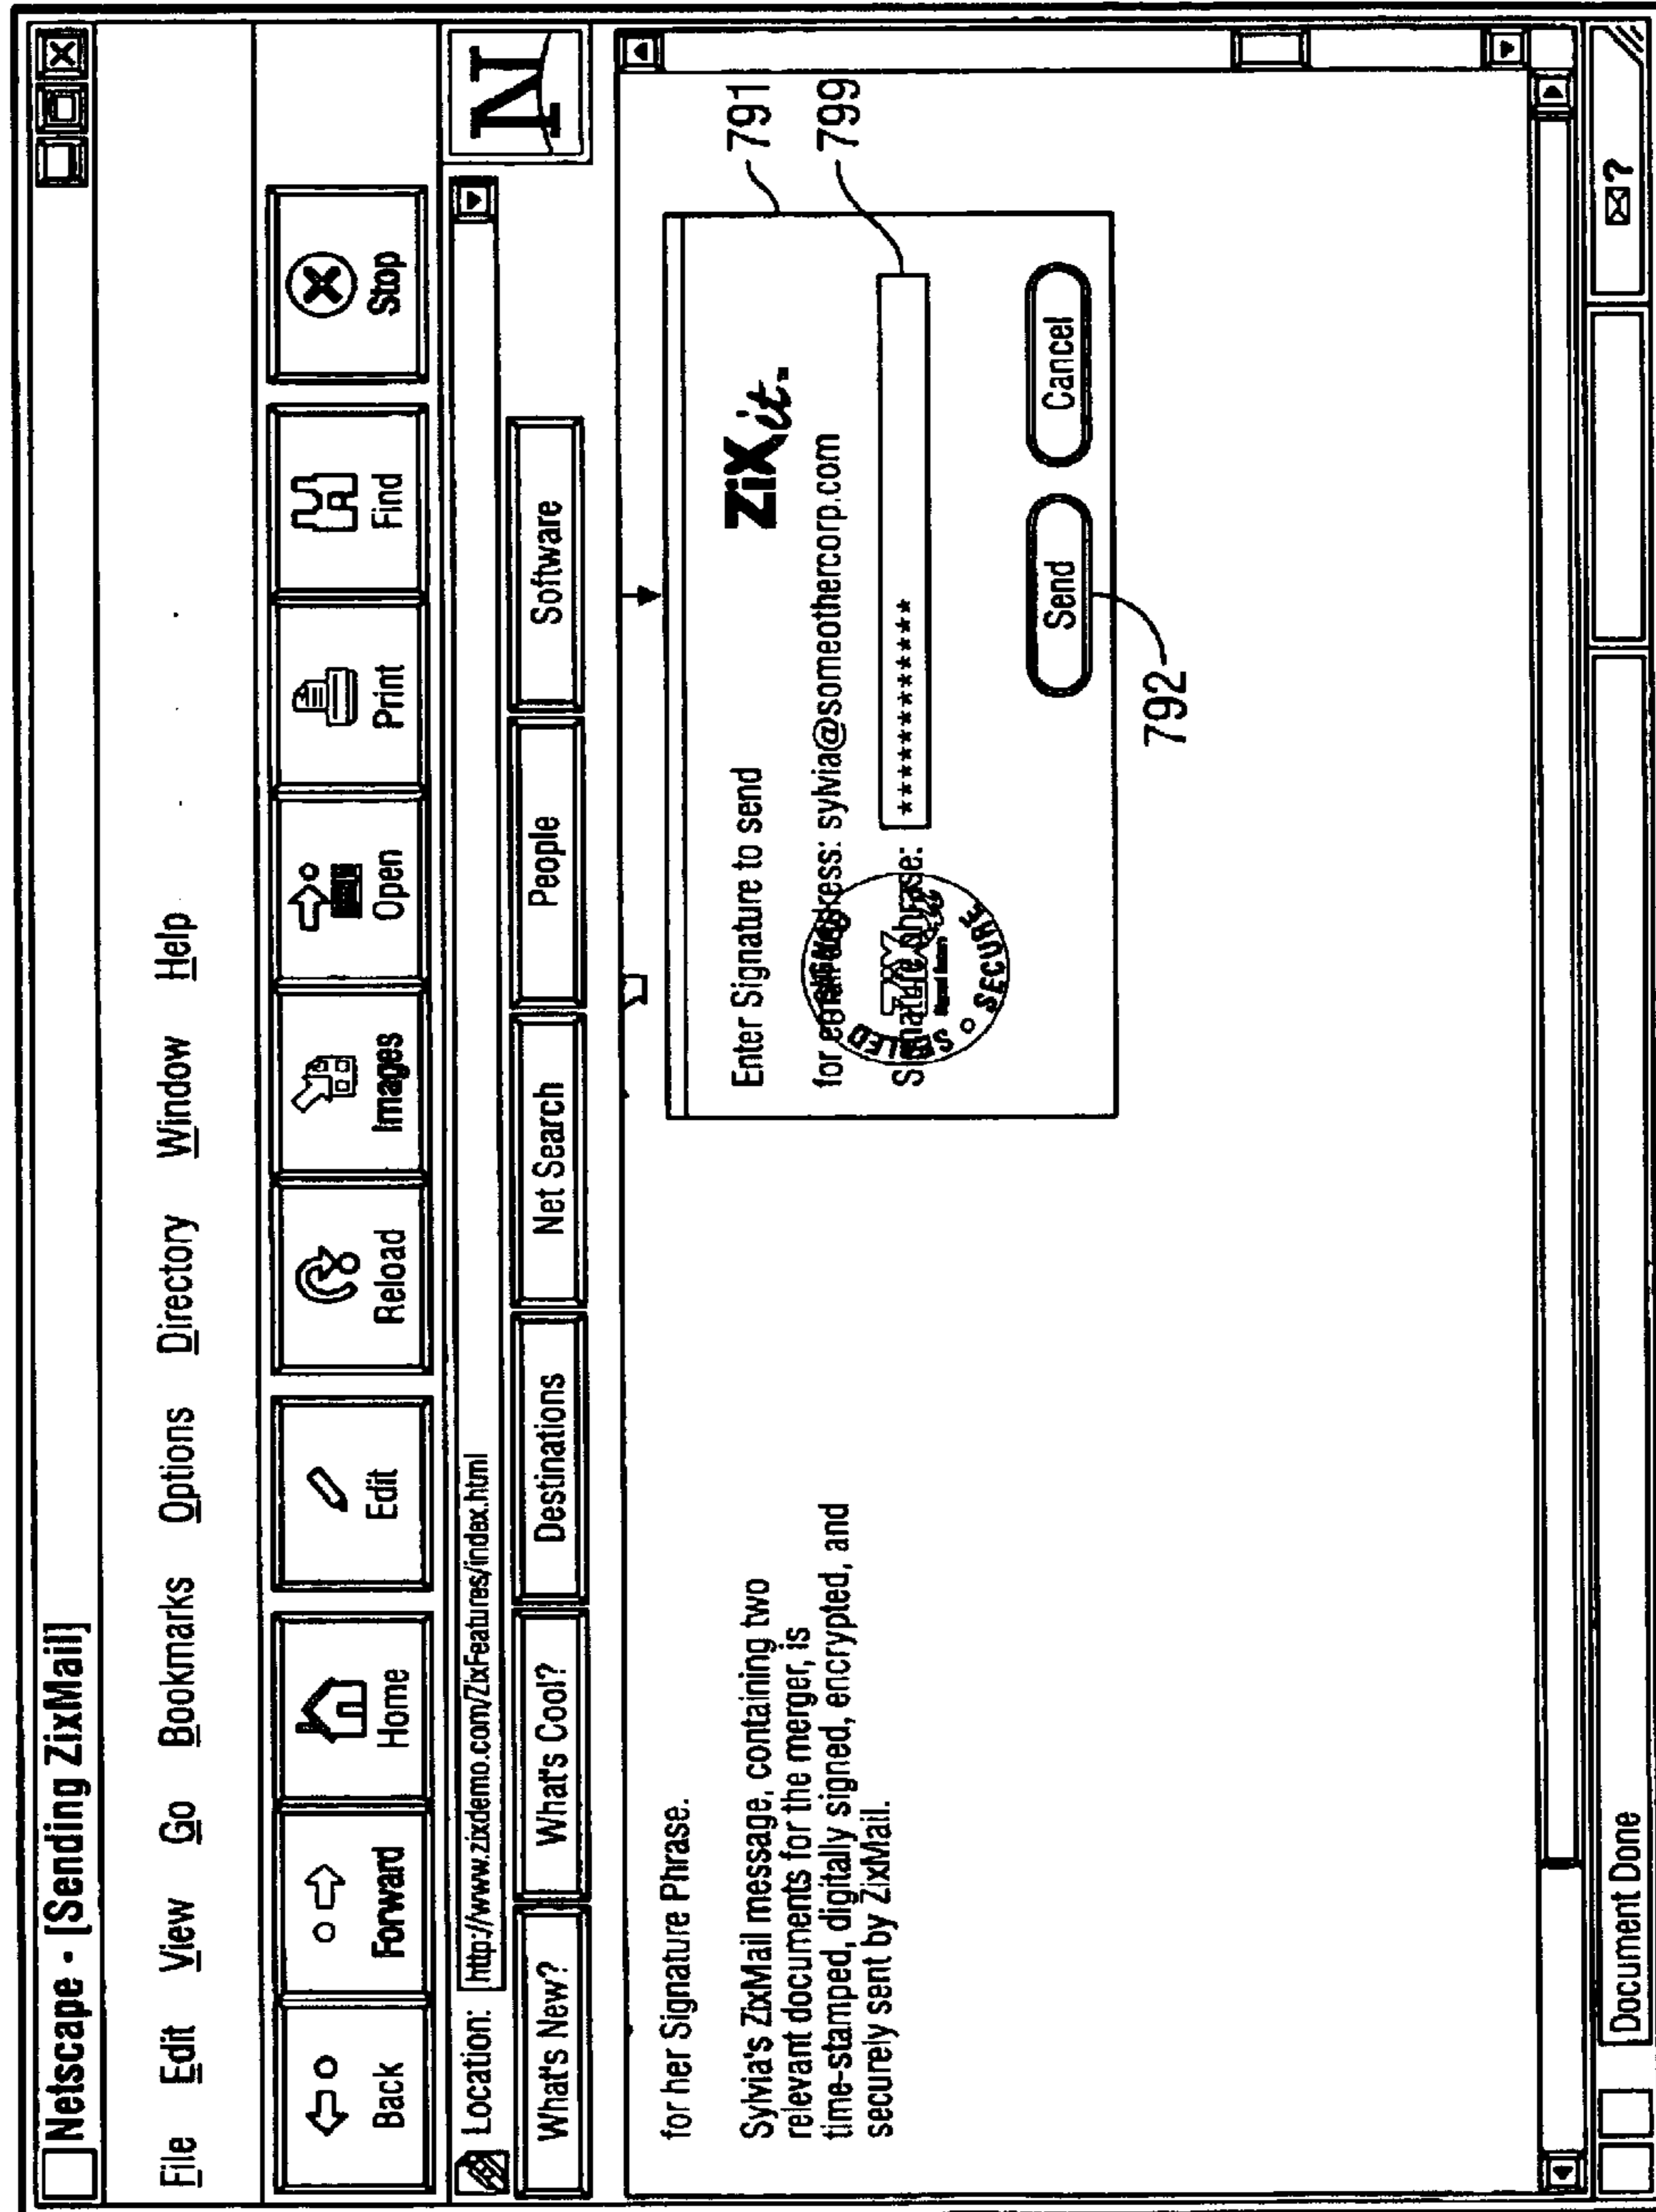 Netscape - [Sending ZixMail]
File Edit View Go Bookmarks Options Directory Window Help
Back Forward Home Edit Reload Images Open Print Find Stop
Location: http://www.zixdemo.com/ZixFeatures/index.html
N
What's New? What's Cool? Destinations Net Search People Software
for her Signature Phrase.
Sylvia's ZixMail message, containing two
relevant documents for the merger, is
time-stamped, digitally signed, encrypted, and
securely sent by ZixMail.
791
799
ZiXit
Enter Signature to send
for sylvia@someothercorp.com
************
SEALED
ZIX
SECURE
Send Cancel
792
Document Done
?